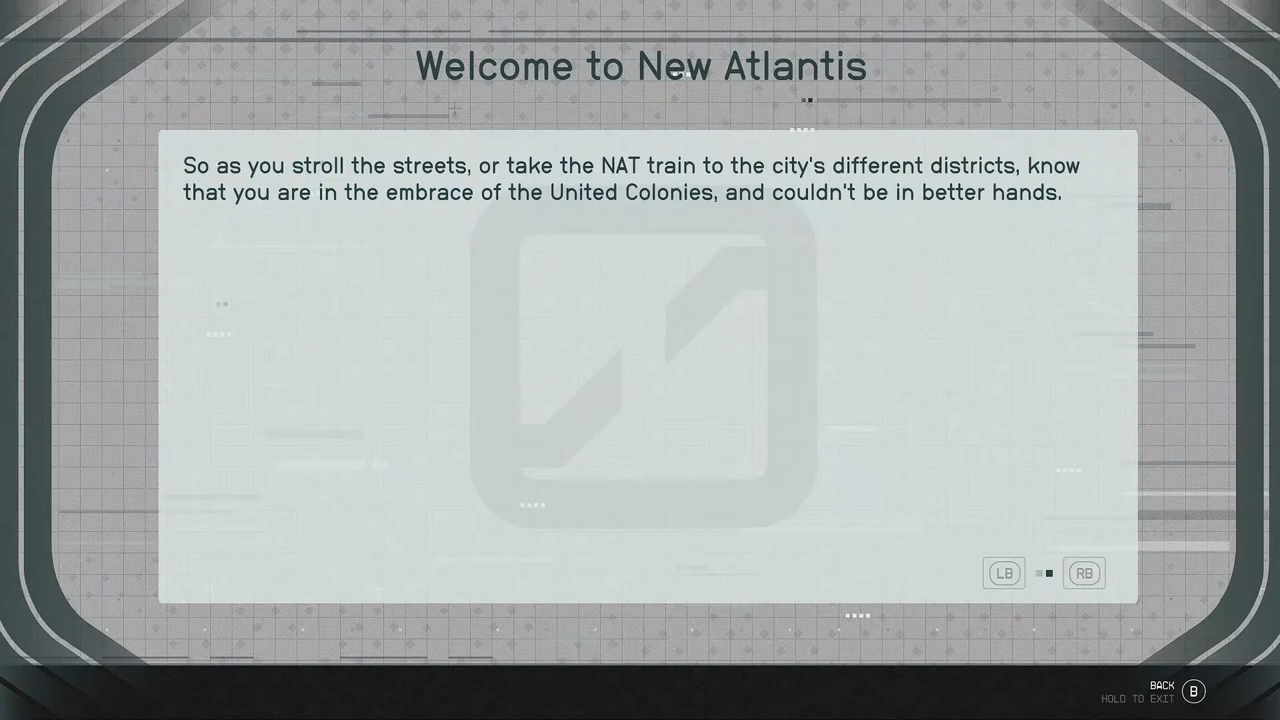 Welcome to New Atlantis
So as you stroll the streets, or take the NAT train to the city's different districts, know
that you are in the embrace of the United Colonies, and couldn't be in better hands.
LB
RB
BACK
HOLD TO EXIT
B